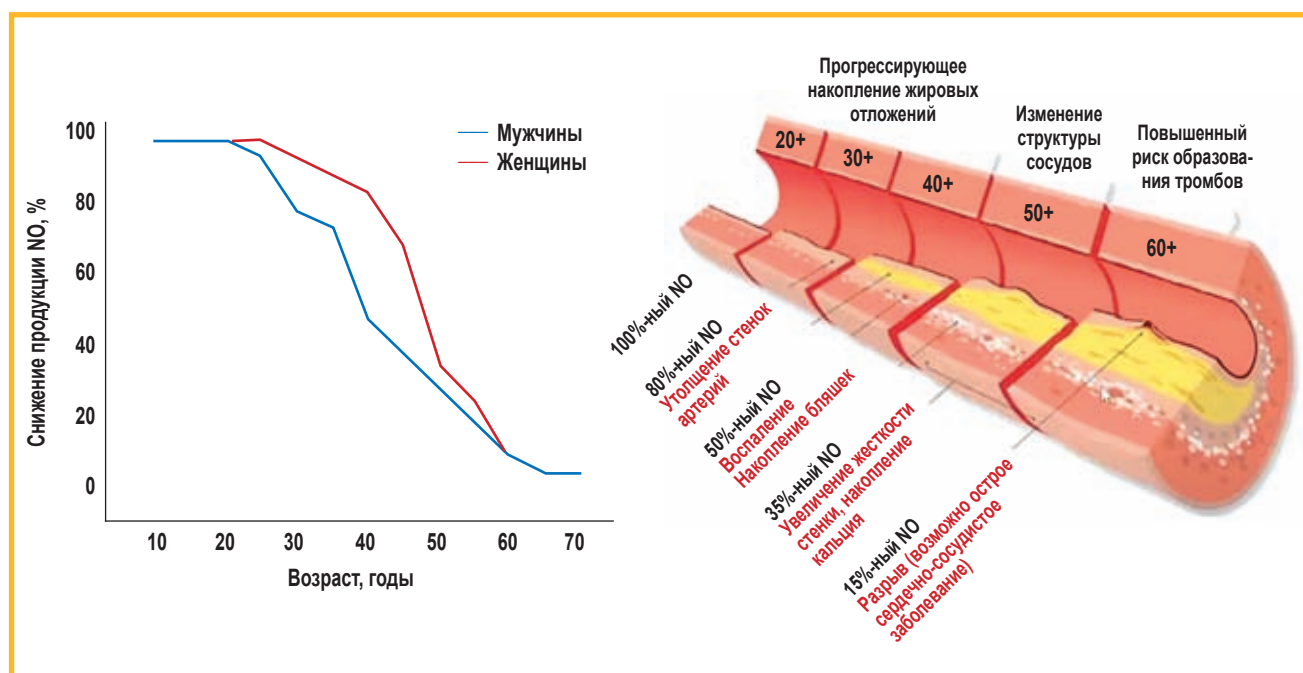 100
80
60
40
20
0
Снижение продукции NO, %
10 20 30 40 50 60 70
Возраст, годы
Мужчины
Женщины
Прогрессирующее
накопление жировых
отложений
Изменение
структуры
сосудов
Повышенный
риск образова-
ния тромбов
20+
30+
40+
50+
60+
100%-ный NO
80%-ный NO
Утолщение стенок
артерий
50%-ный NO
Воспаление
Накопление бляшек
35%-ный NO
Увеличение жесткости
стенки, накопление
кальция
15%-ный NO
Разрыв (возможно острое
сердечно-сосудистое
заболевание)